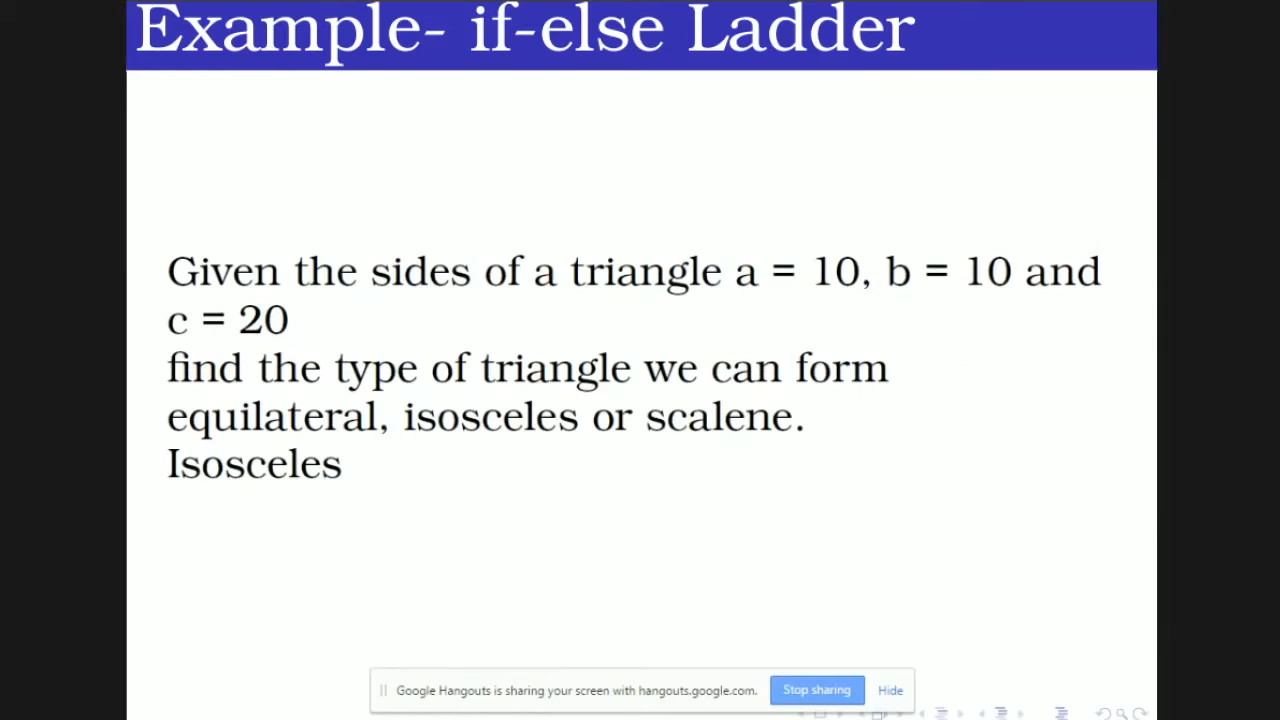 Example- if-else Ladder
Given the sides of a triangle a = 10, b = 10 and
c = 20
find the type of triangle we can form
equilateral, isosceles or scalene.
Isosceles
Google Hangouts is sharing your screen with hangouts.google.com.
Stop sharing
Hide